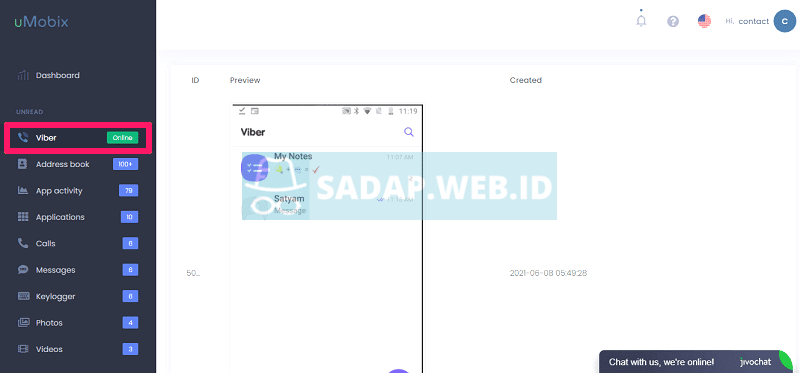 uMobix
Hi, contact
C
Dashboard
UNREAD
Viber Online
Address book 100+
App activity 79
Applications 10
Calls 6
Messages 6
Keylogger 6
Photos 4
Videos 3
ID Preview Created
11:19
Viber
My Notes 11:07 AM
SADAP.WEB.ID
Satyam
Message
50... 2021-06-08 05:49:28
Chat with us, we're online! jivochat